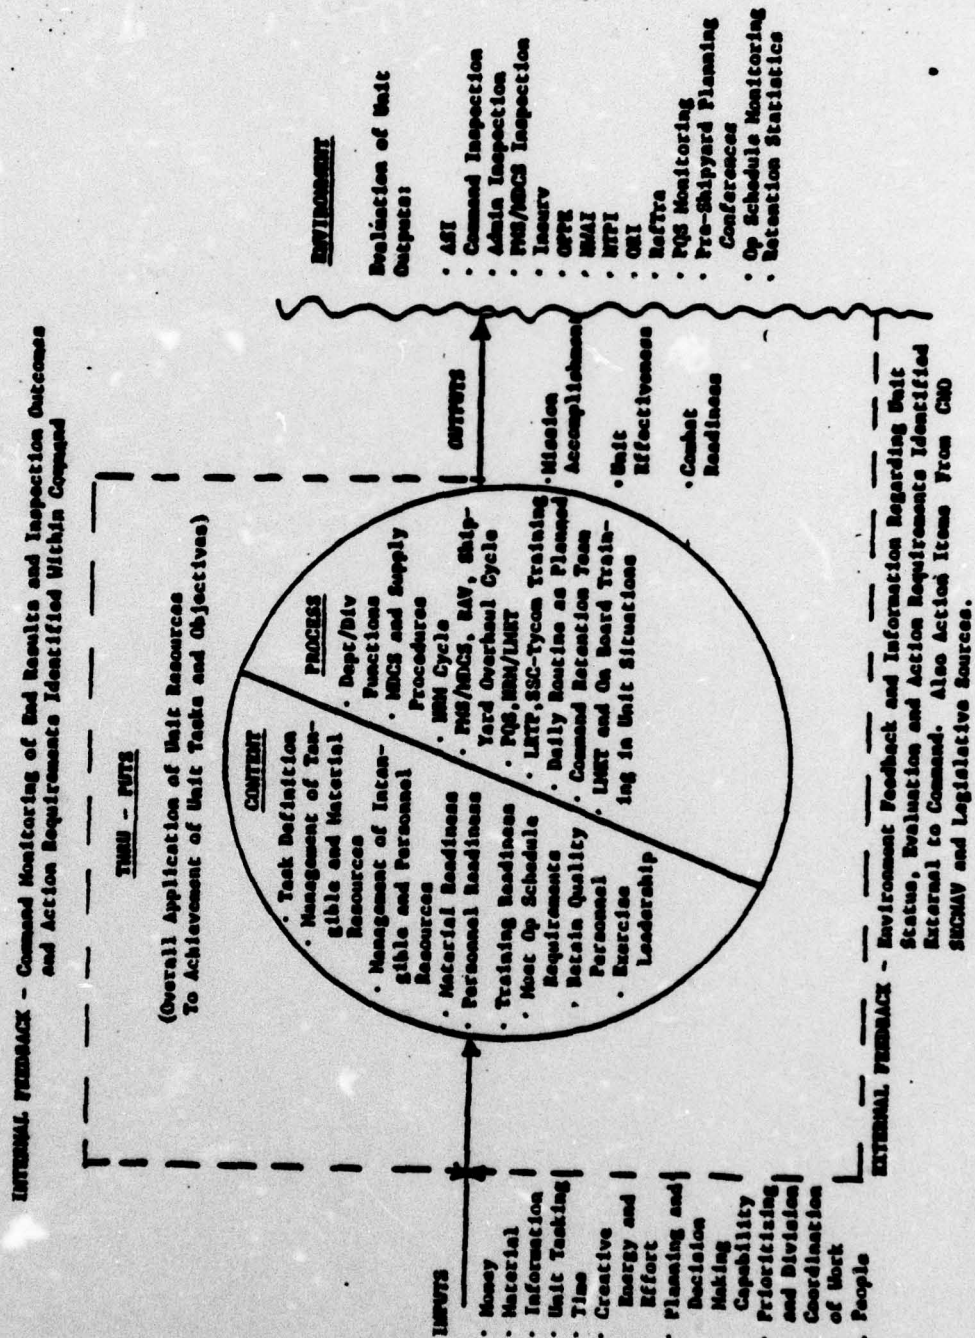 INTERNAL FEEDBACK - Command Monitoring of End Results and Inspection Outcomes
and Action Requirements Identified Within Command
THRU - PUTS
(Overall Application of Unit Resources
To Achievement of Unit Tasks and Objectives)
INPUTS
· Money
· Material
· Information
· Unit Tasking
· Time
· Creative
Energy and
Effort
· Planning and
Decision
Making
Capability
· Prioritizing
and Division
Coordination
of Work
· People
CONTENT
· Task Definition
· Management of Tan-
gible and Material
Resources
· Management of Intan-
gible and Personnel
Resources
· Material Readiness
· Personnel Readiness
· Training Readiness
· Meet Op Schedule
Requirements
· Retain Quality
Personnel
· Exercise
Leadership
PROCESS
· Dept/Div
Functions
· MDCS and Supply
Procedures
· HRM Cycle
· PMS/MDCS, RAV, Ship-
Yard Overhaul Cycle
· PQS, HRM/LMET
· LRTP, SSC-Tycom Training
· Daily Routine as Planned
· Command Retention Team
· LMET and On Board Train-
ing in Unit Situations
OUTPUTS
· Mission
Accomplishment
· Unit
Effectiveness
· Combat
Readiness
ENVIRONMENT
Evaluation of Unit
Outputs:
· ASI
· Command Inspection
· Admin Inspection
· PMS/MDCS Inspection
· Insurv
· OPPE
· NTPI
· ORI
· RefTra
· PQS Monitoring
· Pre-Shipyard Planning
Conferences
· Op Schedule Monitoring
· Retention Statistics
EXTERNAL FEEDBACK - Environment Feedback and Information Regarding Unit
Status, Evaluation and Action Requirements Identified
External to Command. Also Action Items From CNO
SECNAV and Legislative Sources.